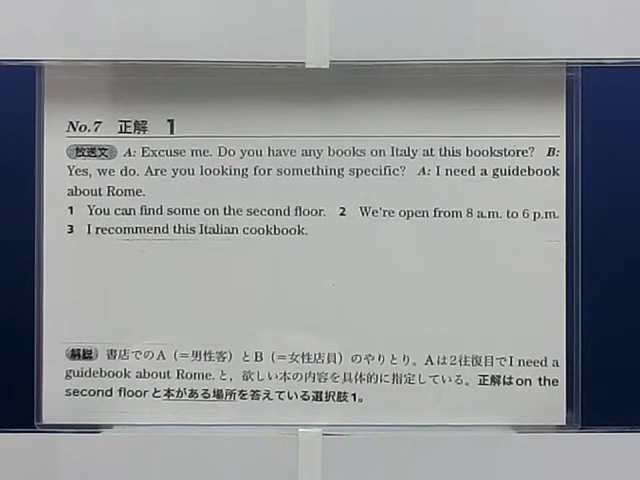 No.7 正解 1
放送文 A: Excuse me. Do you have any books on Italy at this bookstore? B:
Yes, we do. Are you looking for something specific? A: I need a guidebook
about Rome.
1 You can find some on the second floor. 2 We're open from 8 a.m. to 6 p.m.
3 I recommend this Italian cookbook.
解説 書店でのA（＝男性客）とB（＝女性店員）のやりとり。Aは2往復目でI need a
guidebook about Rome.と，欲しい本の内容を具体的に指定している。正解はon the
second floorと本がある場所を答えている選択肢1。